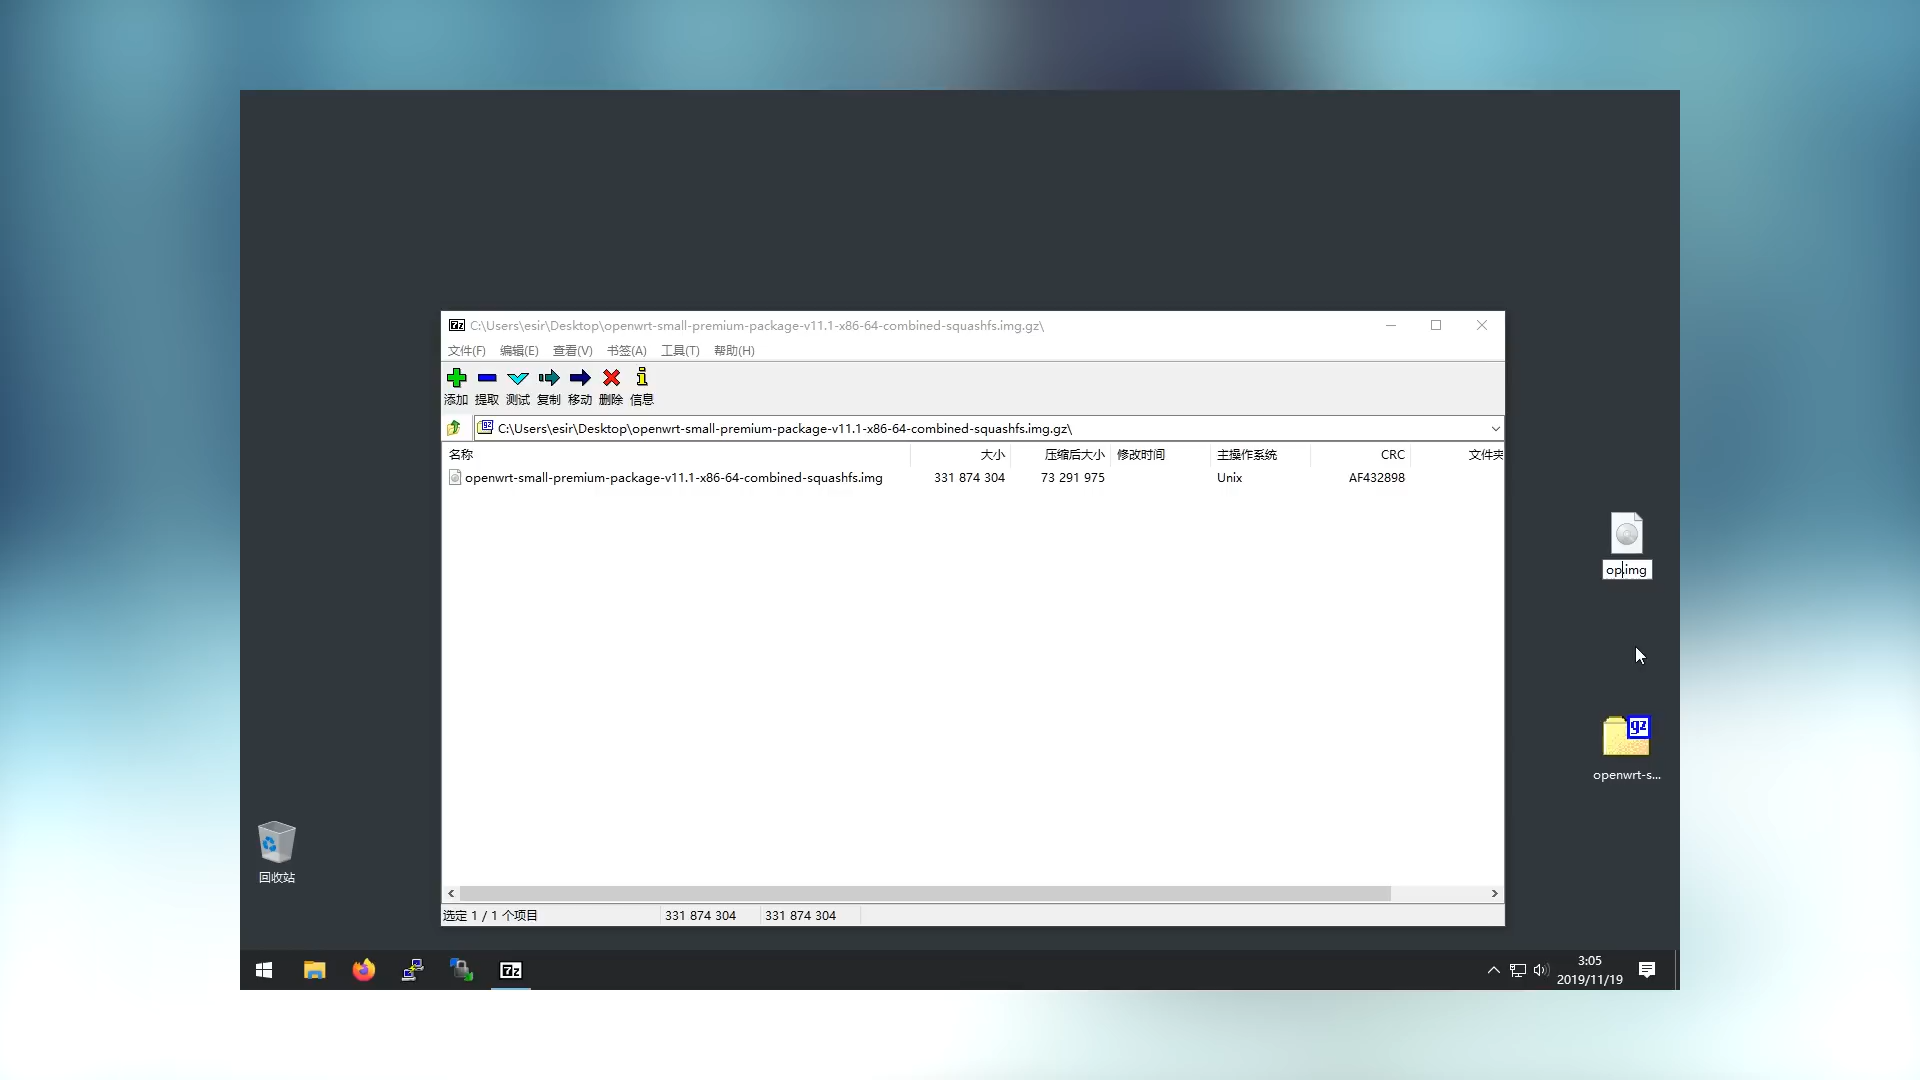 C:\Users\esir\Desktop\openwrt-small-premium-package-v11.1-x86-64-combined-squashfs.img.gz\
文件(F) 编辑(E) 查看(V) 书签(A) 工具(T) 帮助(H)
添加 提取 测试 复制 移动 删除 信息
C:\Users\esir\Desktop\openwrt-small-premium-package-v11.1-x86-64-combined-squashfs.img.gz\
名称 大小 压缩后大小 修改时间 主操作系统 CRC 文件夹
openwrt-small-premium-package-v11.1-x86-64-combined-squashfs.img 331 874 304 73 291 975 Unix AF432898
op.img
gz
openwrt-s...
回收站
选定 1 / 1 个项目 331 874 304 331 874 304
7z
3:05
2019/11/19